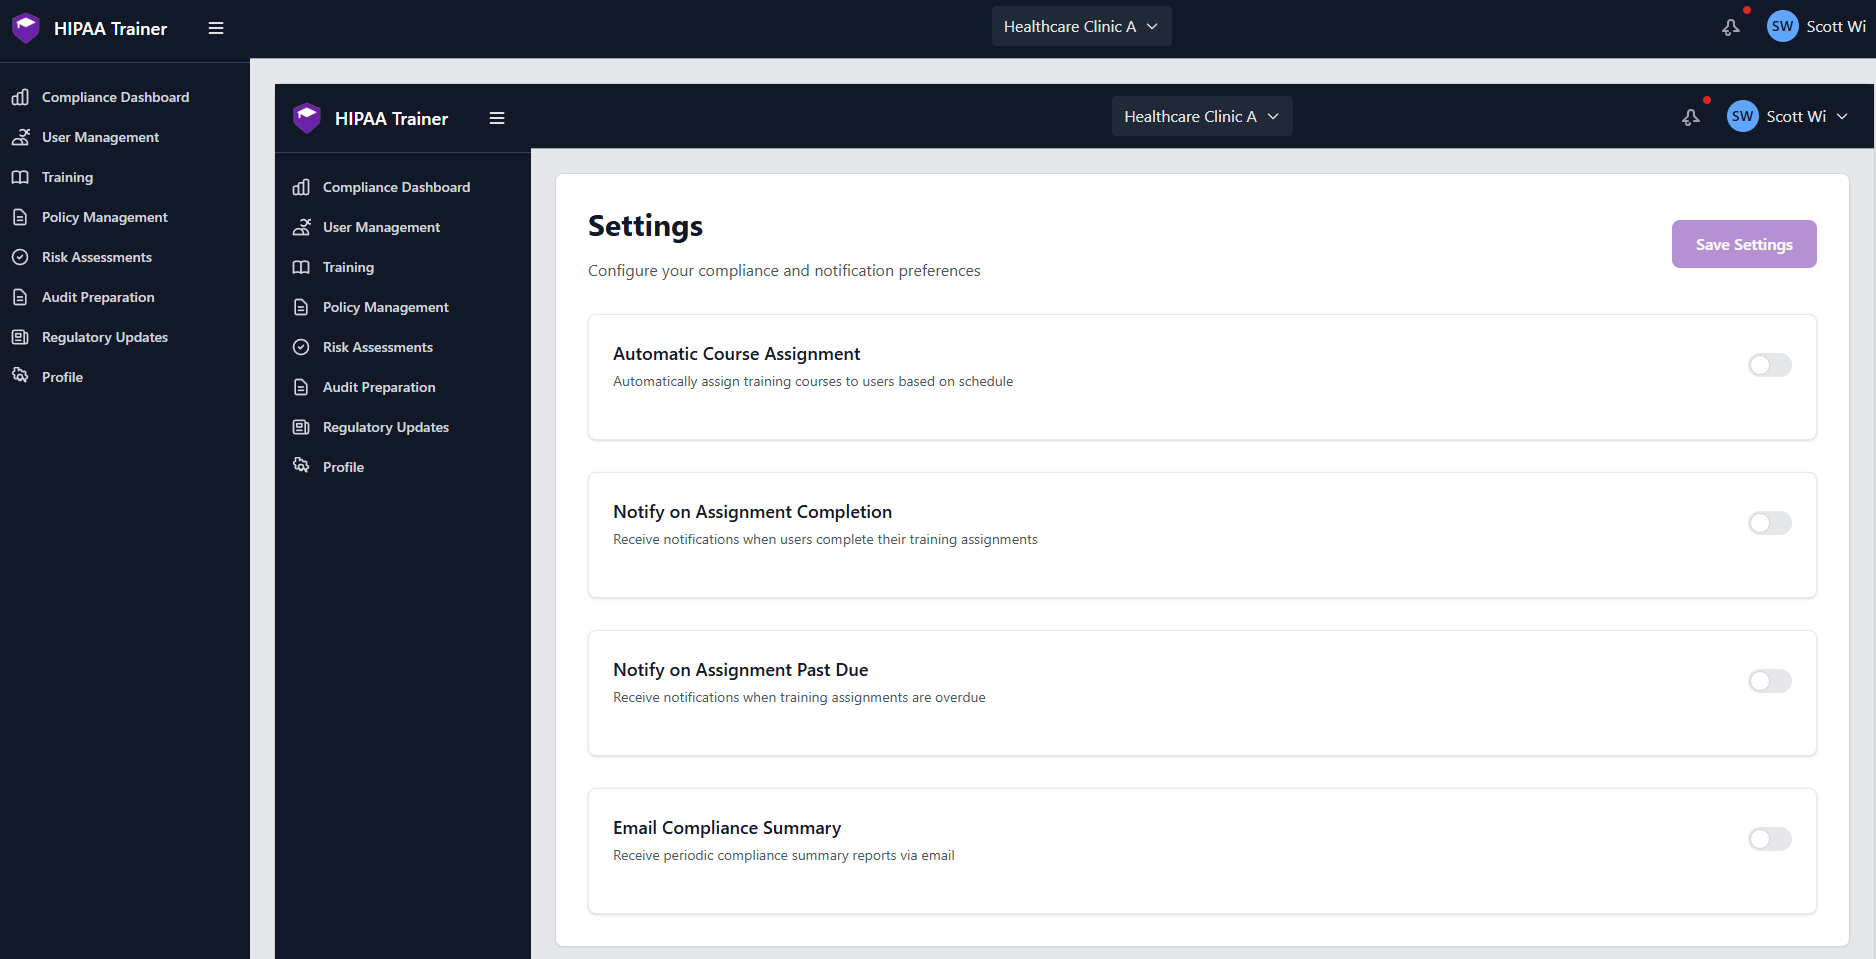 HIPAA Trainer
Healthcare Clinic A
SW
Scott Wi
Compliance Dashboard
User Management
Training
Policy Management
Risk Assessments
Audit Preparation
Regulatory Updates
Profile
HIPAA Trainer
Healthcare Clinic A
SW
Scott Wi
Compliance Dashboard
User Management
Training
Policy Management
Risk Assessments
Audit Preparation
Regulatory Updates
Profile
Settings
Save Settings
Configure your compliance and notification preferences
Automatic Course Assignment
Automatically assign training courses to users based on schedule
Notify on Assignment Completion
Receive notifications when users complete their training assignments
Notify on Assignment Past Due
Receive notifications when training assignments are overdue
Email Compliance Summary
Receive periodic compliance summary reports via email